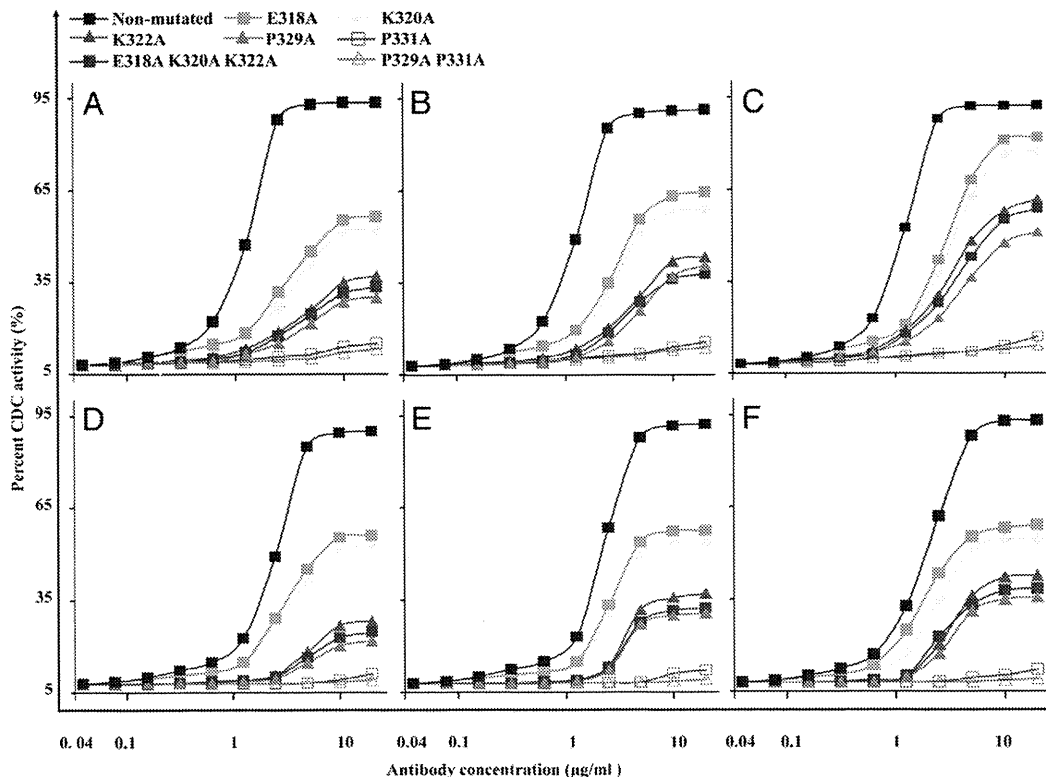 Non-mutated E318A K320A
K322A P329A P331A
E318A K320A K322A P329A P331A
A B C
95
65
35
5
D E F
95
65
35
5
Percent CDC activity (%)
0.04 0.1 1 10 0.04 0.1 1 10 0.04 0.1 1 10
Antibody concentration (µg/ml )